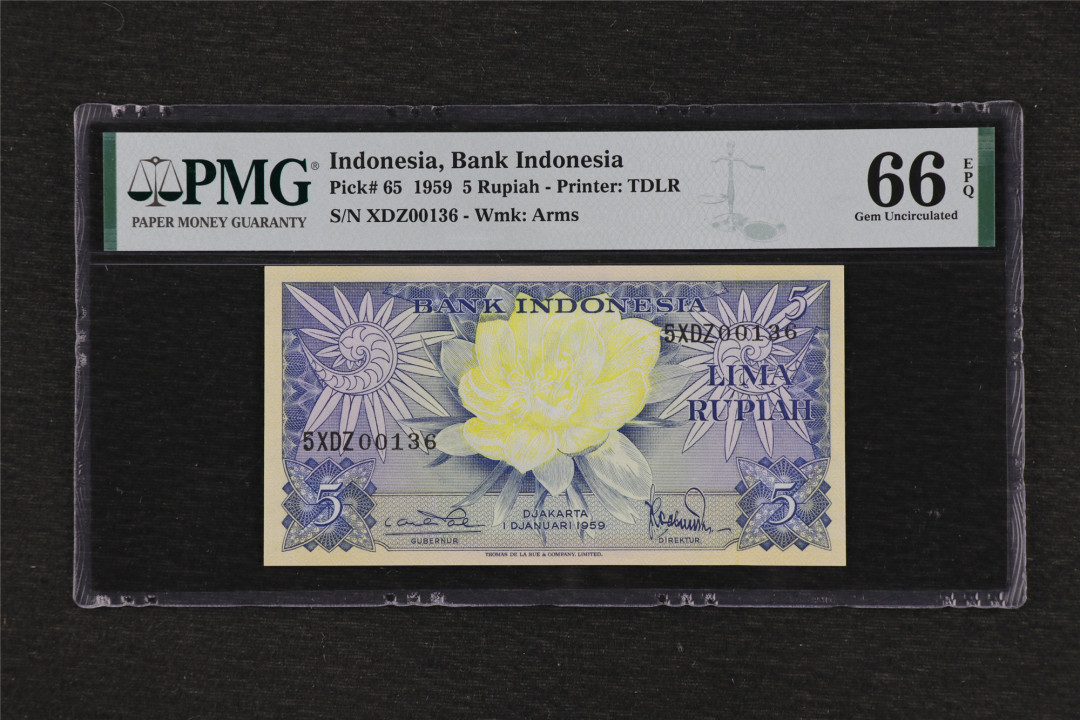 PMG®
PAPER MONEY GUARANTY
Indonesia, Bank Indonesia
Pick# 65 1959 5 Rupiah - Printer: TDLR
S/N XDZ00136 - Wmk: Arms
66
EPQ
Gem Uncirculated
BANK INDONESIA
5
5XDZ00136
LIMA
RUPIAH
5XDZ00136
5
5
DJAKARTA
1 DJANUARI 1959
GUBERNUR
DIREKTUR
THOMAS DE LA RUE & COMPANY, LIMITED.